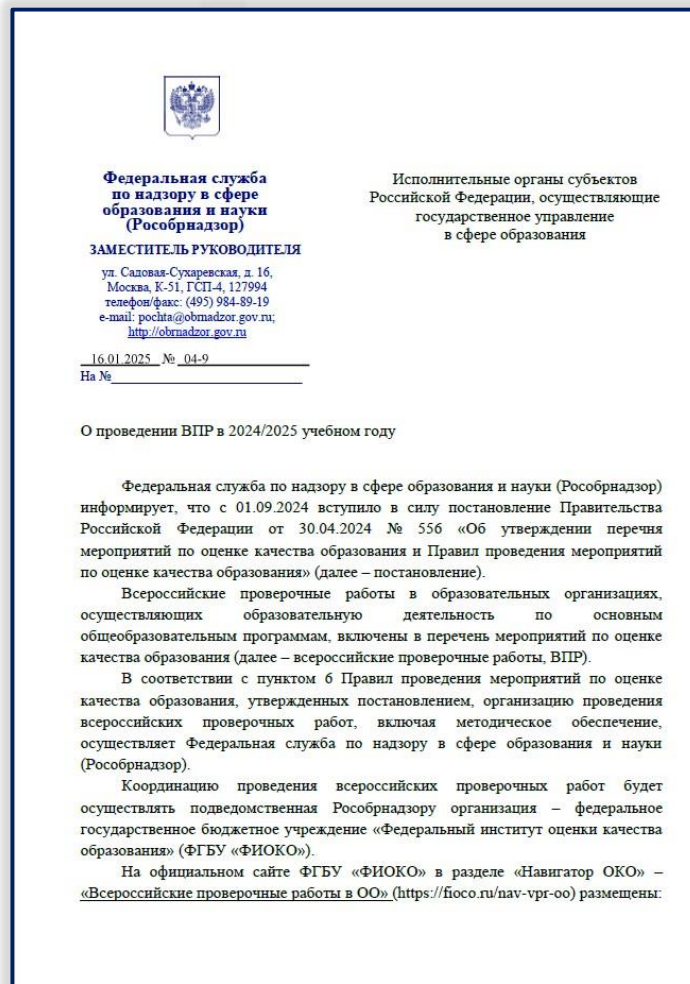 Федеральная служба
по надзору в сфере
образования и науки
(Рособрнадзор)
ЗАМЕСТИТЕЛЬ РУКОВОДИТЕЛЯ
ул. Садовая-Сухаревская, д. 16,
Москва, К-51, ГСП-4, 127994
телефон/факс: (495) 984-89-19
e-mail: pochta@obrnadzor.gov.ru;
http://obrnadzor.gov.ru
16.01.2025 № 04-9
На №
Исполнительные органы субъектов
Российской Федерации, осуществляющие
государственное управление
в сфере образования
О проведении ВПР в 2024/2025 учебном году
Федеральная служба по надзору в сфере образования и науки (Рособрнадзор)
информирует, что с 01.09.2024 вступило в силу постановление Правительства
Российской Федерации от 30.04.2024 № 556 «Об утверждении перечня
мероприятий по оценке качества образования и Правил проведения мероприятий
по оценке качества образования» (далее – постановление).
Всероссийские проверочные работы в образовательных организациях,
осуществляющих образовательную деятельность по основным
общеобразовательным программам, включены в перечень мероприятий по оценке
качества образования (далее – всероссийские проверочные работы, ВПР).
В соответствии с пунктом 6 Правил проведения мероприятий по оценке
качества образования, утвержденных постановлением, организацию проведения
всероссийских проверочных работ, включая методическое обеспечение,
осуществляет Федеральная служба по надзору в сфере образования и науки
(Рособрнадзор).
Координацию проведения всероссийских проверочных работ будет
осуществлять подведомственная Рособрнадзору организация – федеральное
государственное бюджетное учреждение «Федеральный институт оценки качества
образования» (ФГБУ «ФИОКО»).
На официальном сайте ФГБУ «ФИОКО» в разделе «Навигатор ОКО» –
«Всероссийские проверочные работы в ОО» (https://fioco.ru/nav-vpr-oo) размещены: